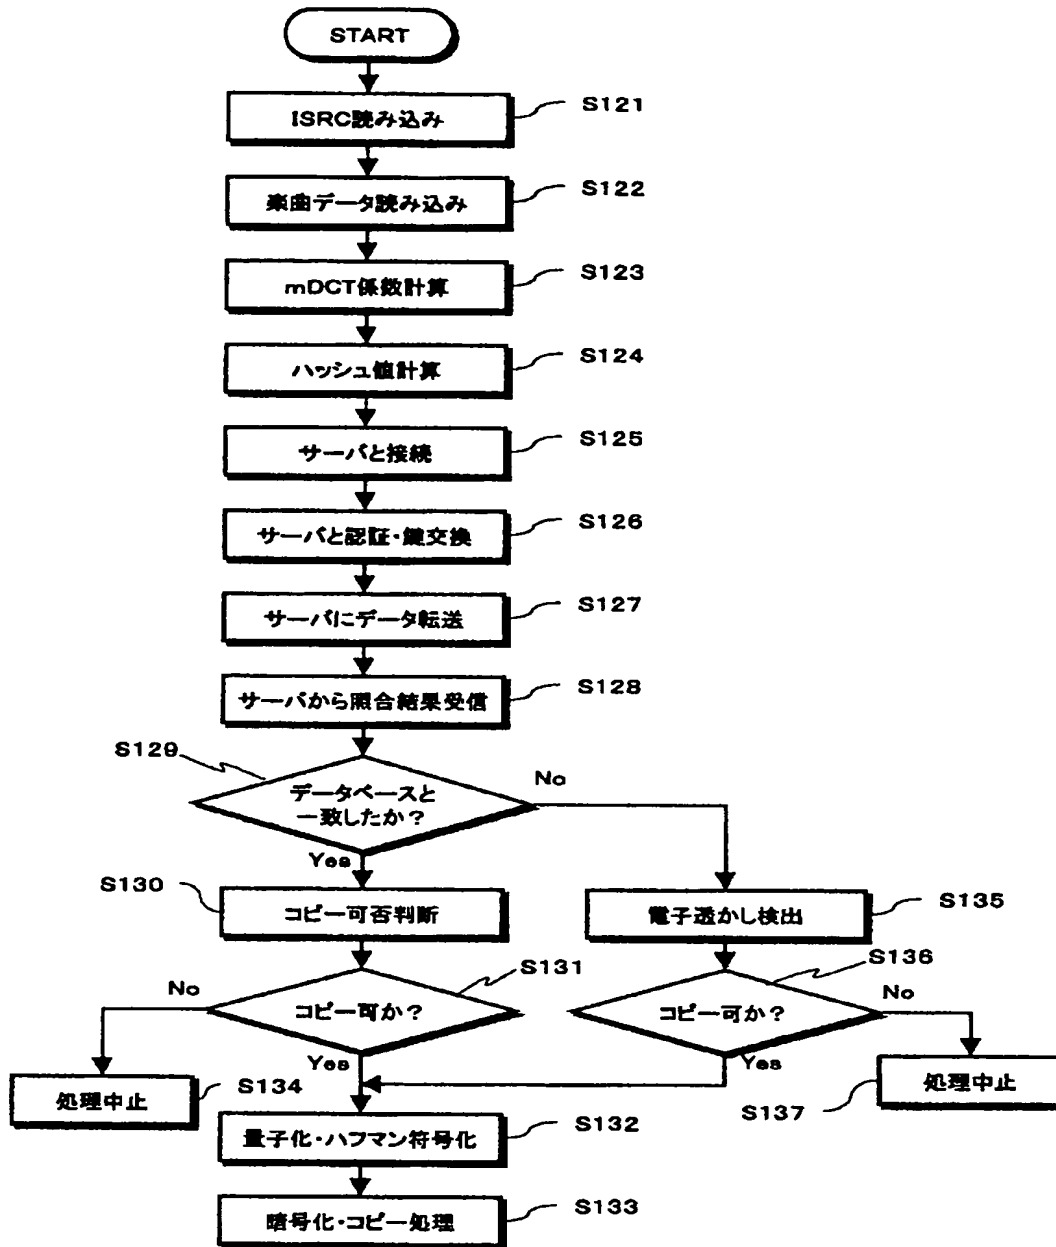 START
ISRC読み込み
S121
楽曲データ読み込み
S122
mDCT係数計算
S123
ハッシュ値計算
S124
サーバと接続
S125
サーバと認証・鍵交換
S126
サーバにデータ転送
S127
サーバから照合結果受信
S128
S129
データベースと
一致したか？
No
Yes
S130
コピー可否判断
電子透かし検出
S135
S131
コピー可か？
No
Yes
S136
コピー可か？
No
Yes
処理中止
S134
処理中止
S137
量子化・ハフマン符号化
S132
暗号化・コピー処理
S133